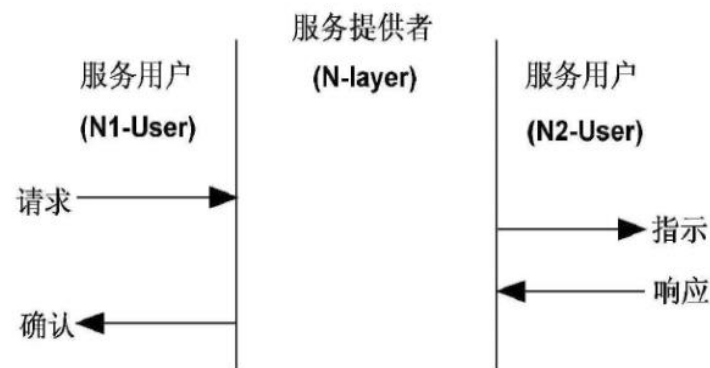 服务提供者
(N-layer)
服务用户
(N1-User)
服务用户
(N2-User)
请求
指示
响应
确认